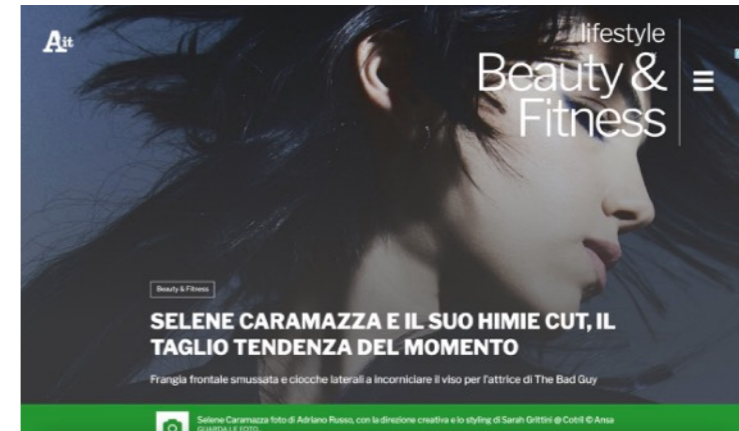 Ait
lifestyle
Beauty &
Fitness
Beauty & Fitness
SELENE CARAMAZZA E IL SUO HIMIE CUT, IL
TAGLIO TENDENZA DEL MOMENTO
Frangia frontale smussata e ciocche laterali a incorniciare il viso per l'attrice di The Bad Guy
Selene Caramazza foto di Adriano Russo, con la direzione creativa e lo styling di Sarah Grittini @ Cotril © Ansa
GUARDA LE FOTO